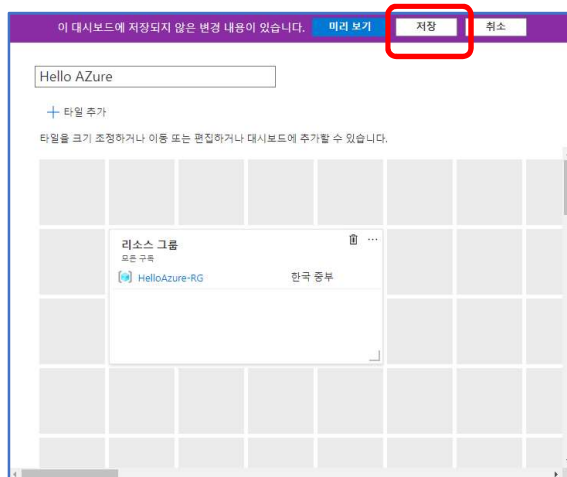 이 대시보드에 저장되지 않은 변경 내용이 있습니다. 미리 보기 저장 취소
Hello AZure
타일 추가
타일을 크기 조정하거나 이동 또는 편집하거나 대시보드에 추가할 수 있습니다.
리소스 그룹
모든 구독
HelloAzure-RG 한국 중부